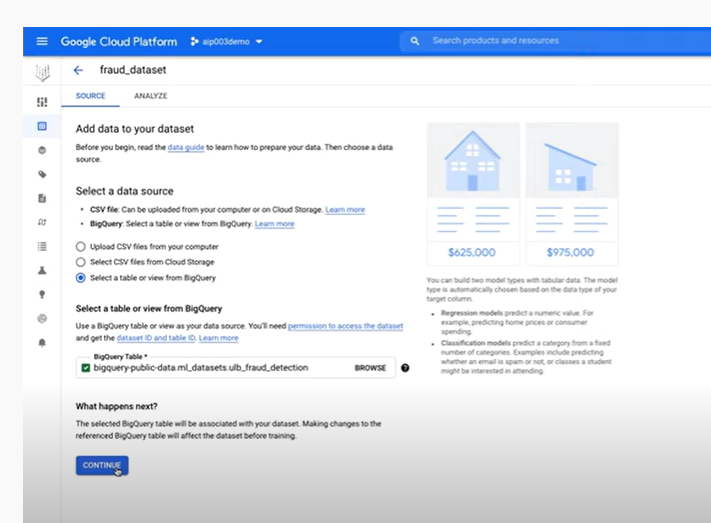 Google Cloud Platform aip003demo Search products and resources
fraud_dataset
SOURCE ANALYZE
Add data to your dataset
Before you begin, read the data guide to learn how to prepare your data. Then choose a data
source.
Select a data source
• CSV file: Can be uploaded from your computer or on Cloud Storage. Learn more
• BigQuery: Select a table or view from BigQuery. Learn more
Upload CSV files from your computer
Select CSV files from Cloud Storage
Select a table or view from BigQuery
Select a table or view from BigQuery
Use a BigQuery table or view as your data source. You'll need permission to access the dataset
and get the dataset ID and table ID. Learn more
BigQuery Table *
bigquery-public-data.ml_datasets.ulb_fraud_detection BROWSE ?
What happens next?
The selected BigQuery table will be associated with your dataset. Making changes to the
referenced BigQuery table will affect the dataset before training.
CONTINUE
$625,000 $975,000
You can build two model types with tabular data. The model
type is automatically chosen based on the data type of your
target column.
• Regression models predict a numeric value. For
example, predicting home prices or consumer
spending.
• Classification models predict a category from a fixed
number of categories. Examples include predicting
whether an email is spam or not, or classes a student
might be interested in attending.